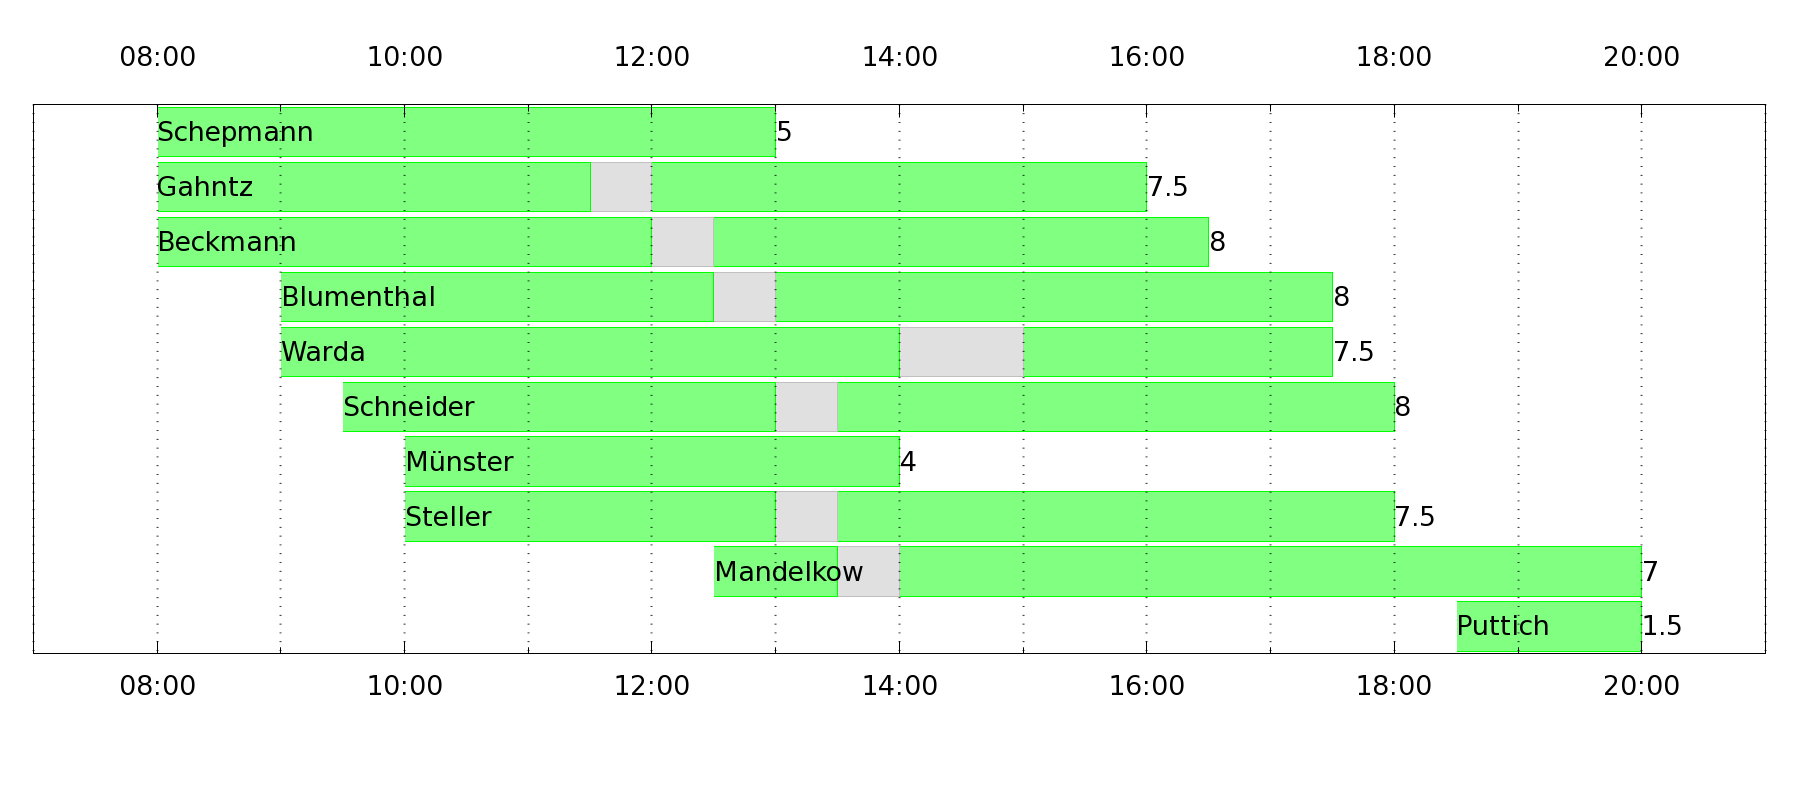 08:00 10:00 12:00 14:00 16:00 18:00 20:00
Schepmann 5
Gahntz 7.5
Beckmann 8
Blumenthal 8
Warda 7.5
Schneider 8
Münster 4
Steller 7.5
Mandelkow 7
Puttich 1.5
08:00 10:00 12:00 14:00 16:00 18:00 20:00